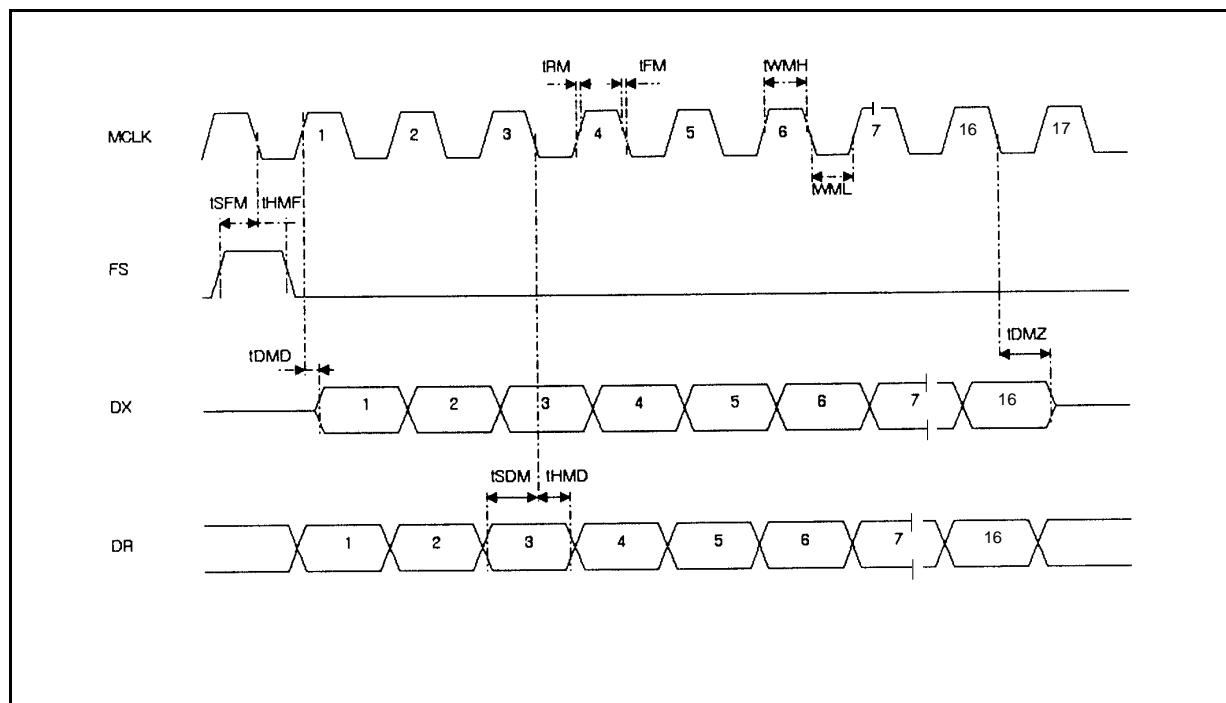 tRM tFM tWMH
MCLK 1 2 3 4 5 6 7 16 17
tWML
tSFM tHMF
FS
tDMZ
tDMD
DX 1 2 3 4 5 6 7 16
tSDM tHMD
DR 1 2 3 4 5 6 7 16